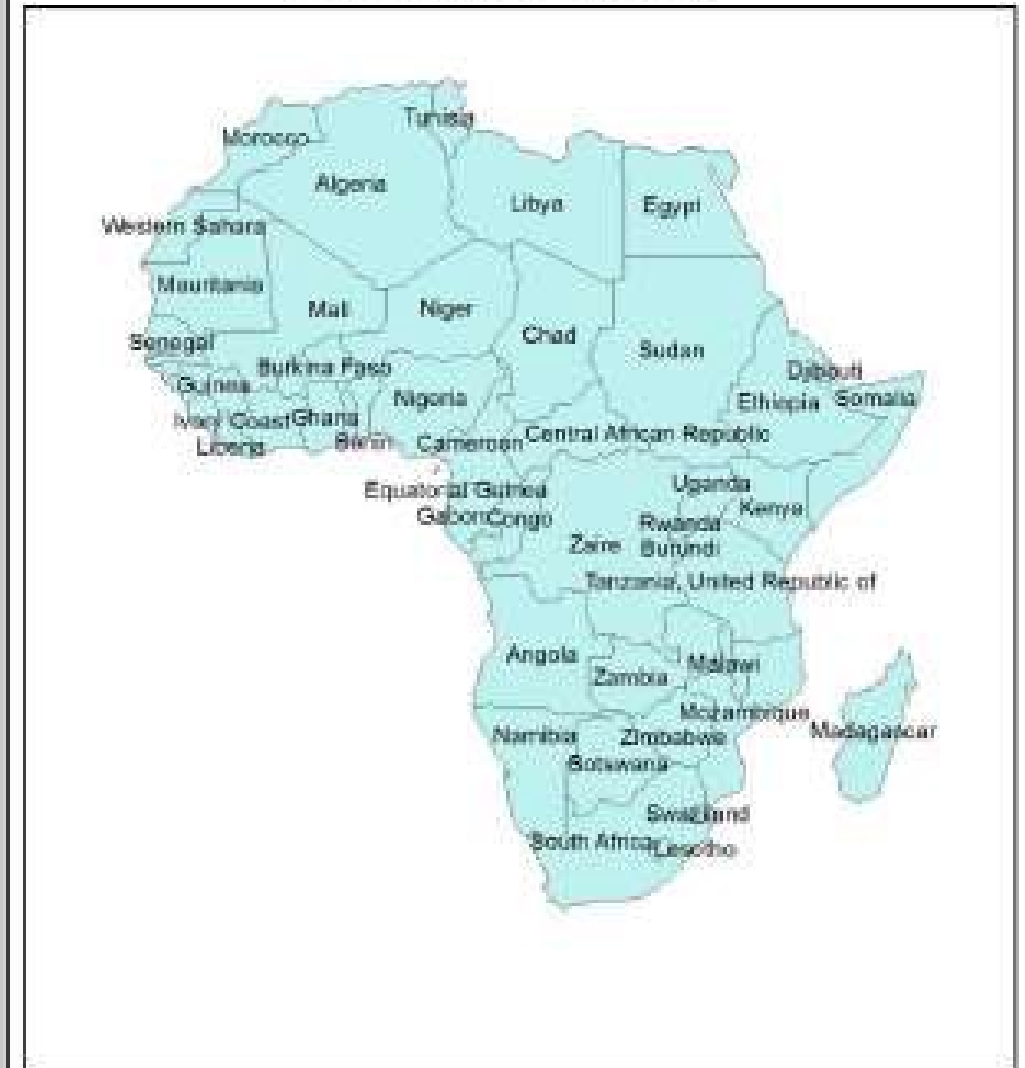 Tunisia
Morocco
Algeria
Libya
Egypt
Western Sahara
Mauritania
Mali
Niger
Chad
Sudan
Senegal
Burkina Faso
Djibouti
Guinea
Nigeria
Ethiopia
Somalia
Ivory Coast
Ghana
Liberia
Benin
Cameroon
Central African Republic
Equatorial Guinea
Uganda
Gabon
Congo
Kenya
Rwanda
Zaire
Burundi
Tanzania, United Republic of
Angola
Malawi
Zambia
Mozambique
Madagascar
Namibia
Zimbabwe
Botswana
Swaziland
South Africa
Lesotho